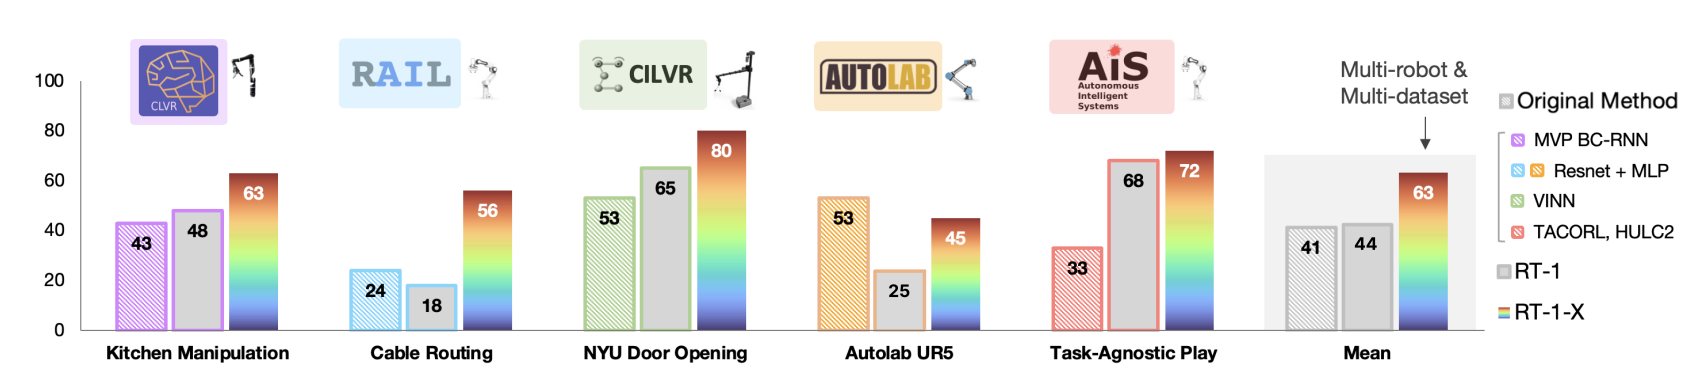 100
80
60
40
20
0
CLVR
RAIL
CILVR
AUTOLAB
AiS
Autonomous
Intelligent
Systems
Multi-robot &
Multi-dataset
43
48
63
24
18
56
53
65
80
53
25
45
33
68
72
41
44
63
Kitchen Manipulation
Cable Routing
NYU Door Opening
Autolab UR5
Task-Agnostic Play
Mean
Original Method
MVP BC-RNN
Resnet + MLP
VINN
TACORL, HULC2
RT-1
RT-1-X